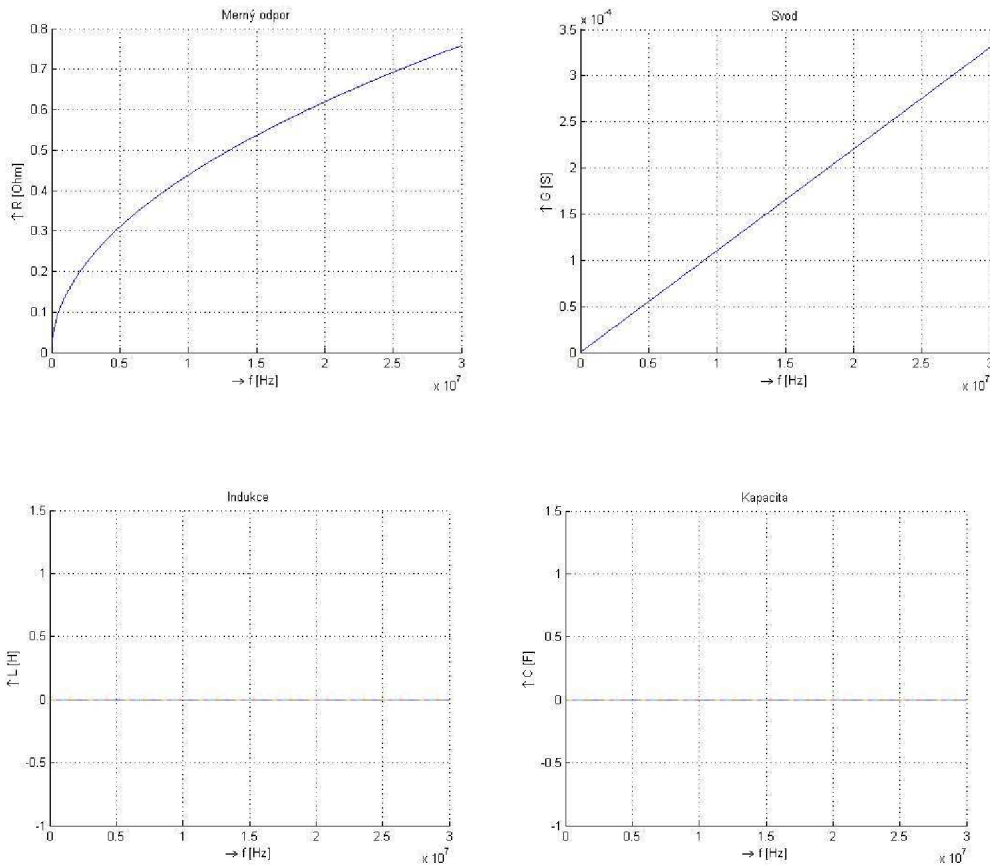 Merný odpor
↑ R [Ohm]
0.8
0.7
0.6
0.5
0.4
0.3
0.2
0.1
0
0 0.5 1 1.5 2 2.5 3
→ f [Hz]
x 10^7
Svod
x 10^-4
↑ G [S]
3.5
3
2.5
2
1.5
1
0.5
0
0 0.5 1 1.5 2 2.5 3
→ f [Hz]
x 10^7
Indukce
↑ L [H]
1.5
1
0.5
0
-0.5
-1
0 0.5 1 1.5 2 2.5 3
→ f [Hz]
x 10^7
Kapacita
↑ C [F]
1.5
1
0.5
0
-0.5
-1
0 0.5 1 1.5 2 2.5 3
→ f [Hz]
x 10^7